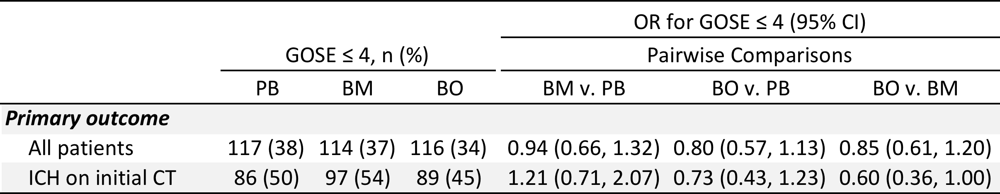 OR for GOSE ≤ 4 (95% CI)
GOSE ≤ 4, n (%) Pairwise Comparisons
PB BM BO BM v. PB BO v. PB BO v. BM
Primary outcome
All patients 117 (38) 114 (37) 116 (34) 0.94 (0.66, 1.32) 0.80 (0.57, 1.13) 0.85 (0.61, 1.20)
ICH on initial CT 86 (50) 97 (54) 89 (45) 1.21 (0.71, 2.07) 0.73 (0.43, 1.23) 0.60 (0.36, 1.00)